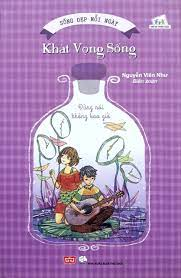 SỐNG ĐẸP MỖI NGÀY
Khát Vọng Sống
Nguyễn Viên Như
Biên soạn
Đừng nói
không bao giờ